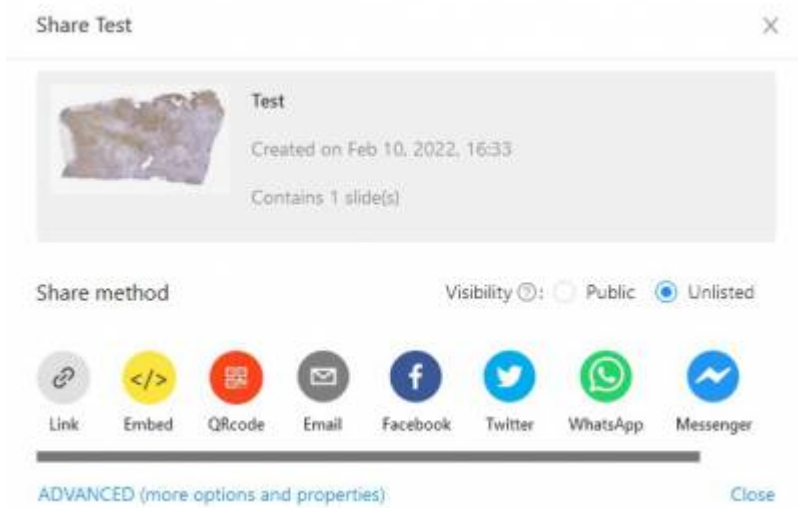 Share Test
Test
Created on Feb 10, 2022, 16:33
Contains 1 slide(s)
Share method Visibility ?: Public Unlisted
</>
Link Embed QRcode Email Facebook Twitter WhatsApp Messenger
ADVANCED (more options and properties) Close